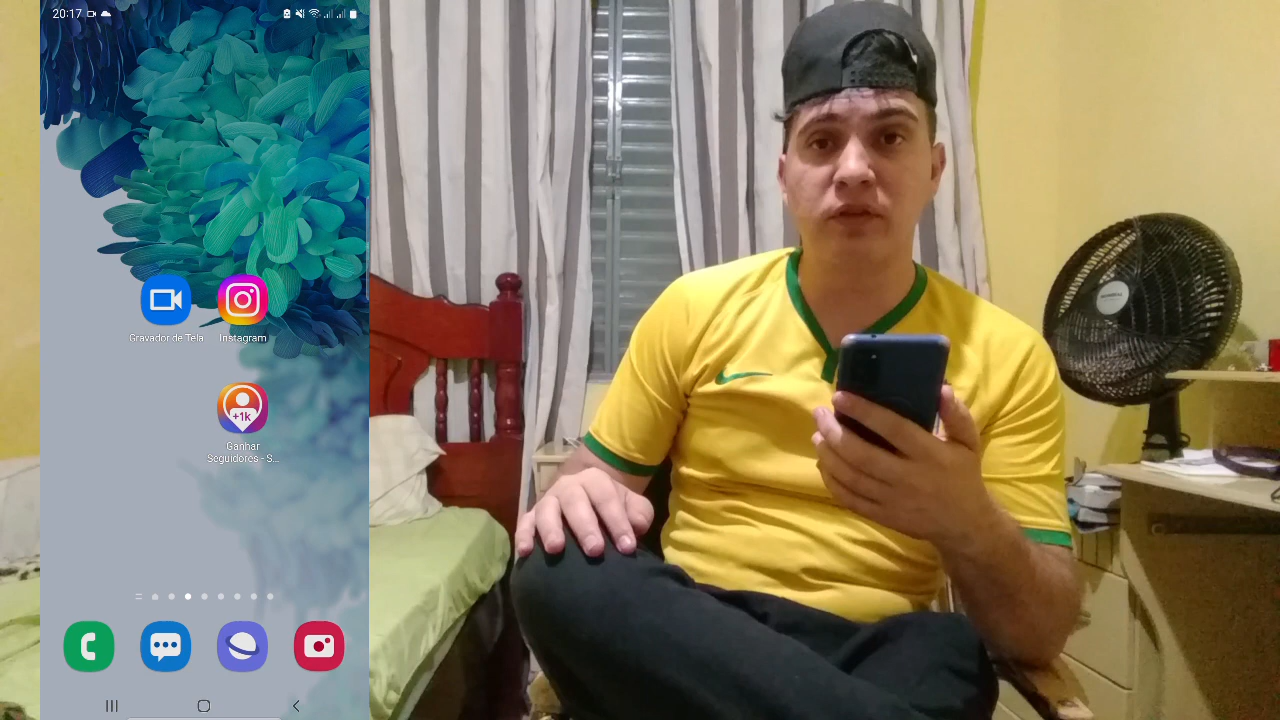 20:17
Gravador de Tela
Instagram
+1k
Ganhar
Seguidores - S...